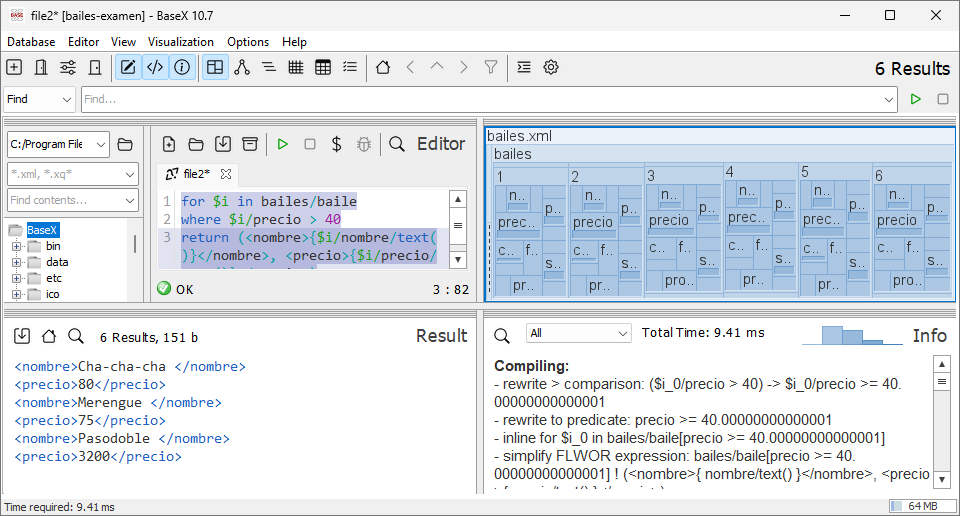 file2* [bailes-examen] - BaseX 10.7
Database Editor View Visualization Options Help
6 Results
Find Find...
C:/Program File
*.xml, *.xq*
Find contents...
BaseX
bin
data
etc
ico
Editor
file2*
1 for $i in bailes/baile
2 where $i/precio > 40
3 return (<nombre>{$i/nombre/text(
)}</nombre>, <precio>{$i/precio/
OK 3 : 82
bailes.xml
bailes
1 2 3 4 5 6
n.. n.. n.. n.. n.. n..
p.. p.. p.. p.. p.. p..
prec.. precio precio prec.. precio precio
c.. c.. c.. c.. c.. c..
s.. s.. s.. s.. s.. s..
pr.. pr.. pro.. pr.. pr.. pro..
6 Results, 151 b Result
<nombre>Cha-cha-cha </nombre>
<precio>80</precio>
<nombre>Merengue </nombre>
<precio>75</precio>
<nombre>Pasodoble </nombre>
<precio>3200</precio>
All Total Time: 9.41 ms Info
Compiling:
- rewrite > comparison: ($i_0/precio > 40) -> $i_0/precio >= 40.
00000000000001
- rewrite to predicate: precio >= 40.00000000000001
- inline for $i_0 in bailes/baile[precio >= 40.00000000000001]
- simplify FLWOR expression: bailes/baile[precio >= 40.
00000000000001] ! (<nombre>{ nombre/text() }</nombre>, <precio
Time required: 9.41 ms 64 MB